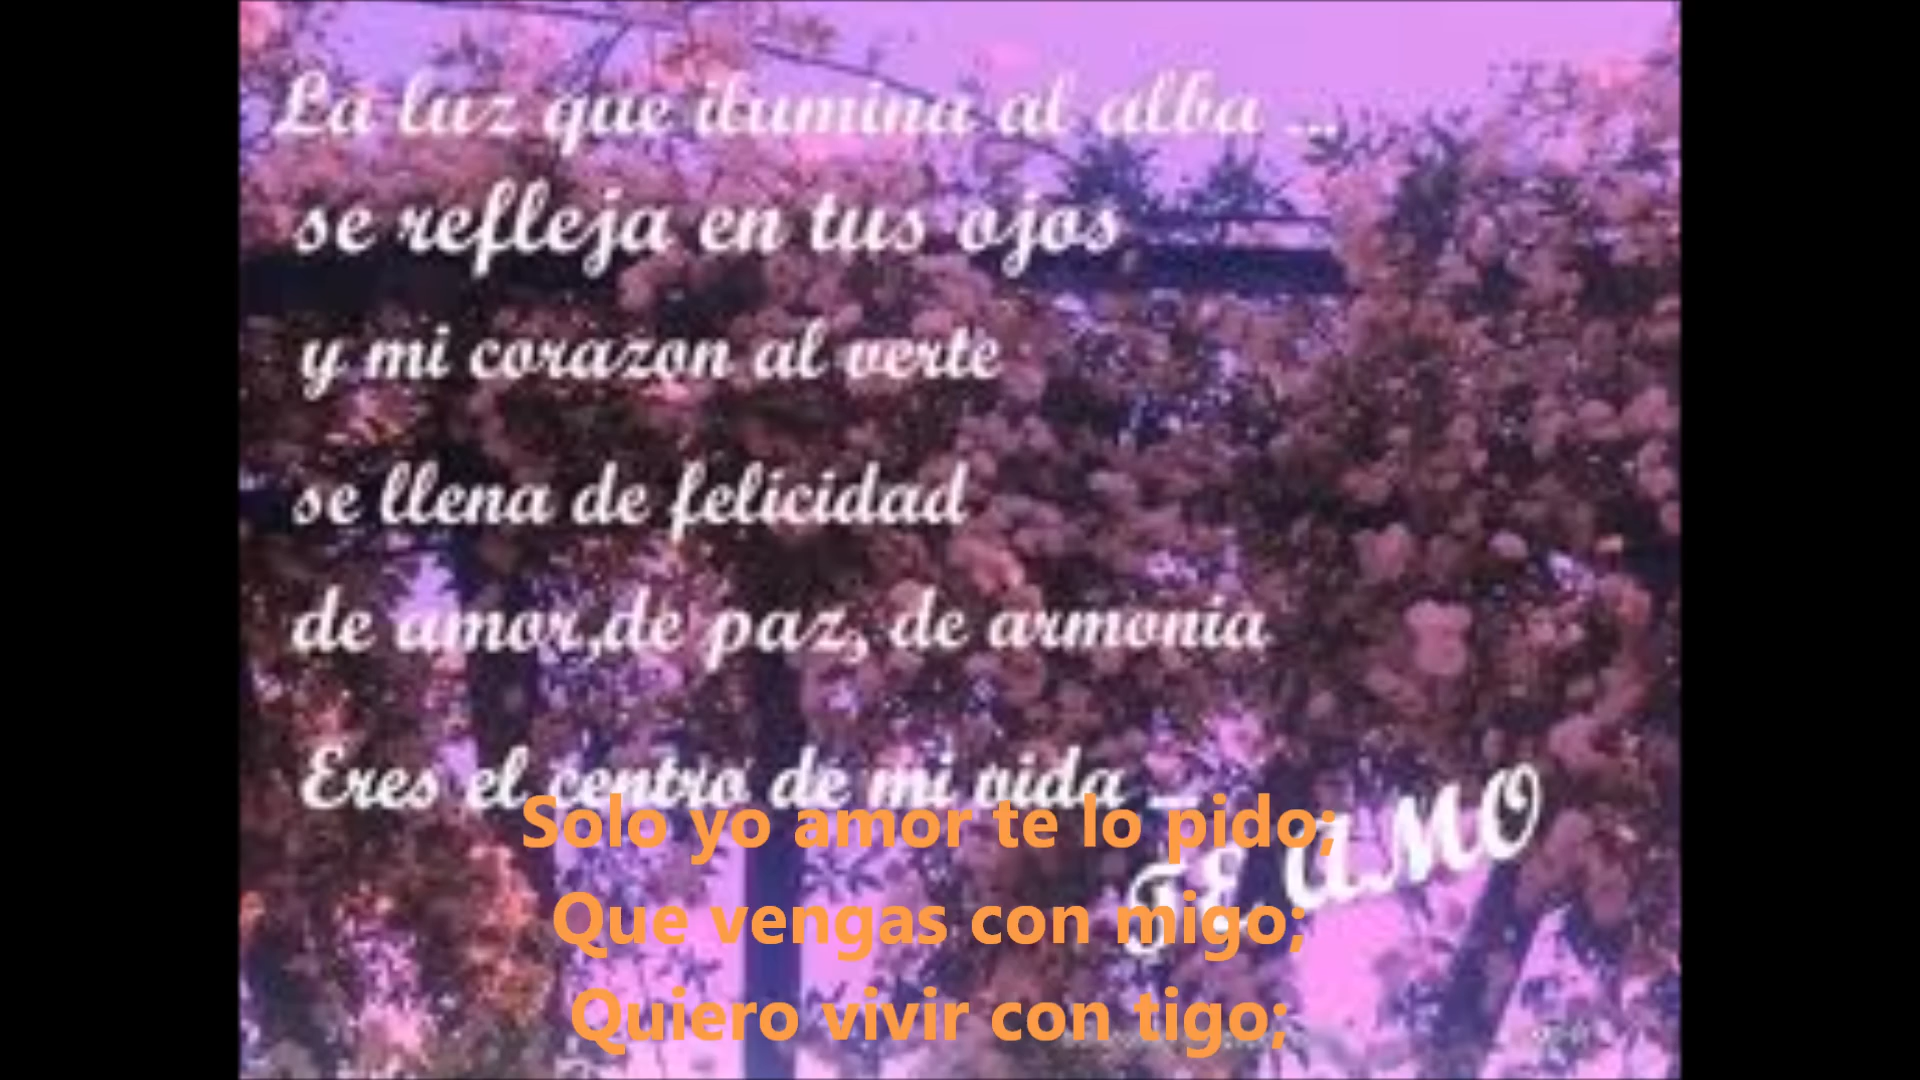 La luz que ilumina al alba ...
se refleja en tus ojos
y mi corazon al verte
se llena de felicidad
de amor,de paz, de armonia
Eres el centro de mi vida ...
TE AMO
Solo yo amor te lo pido;
Que vengas con migo;
Quiero vivir con tigo;